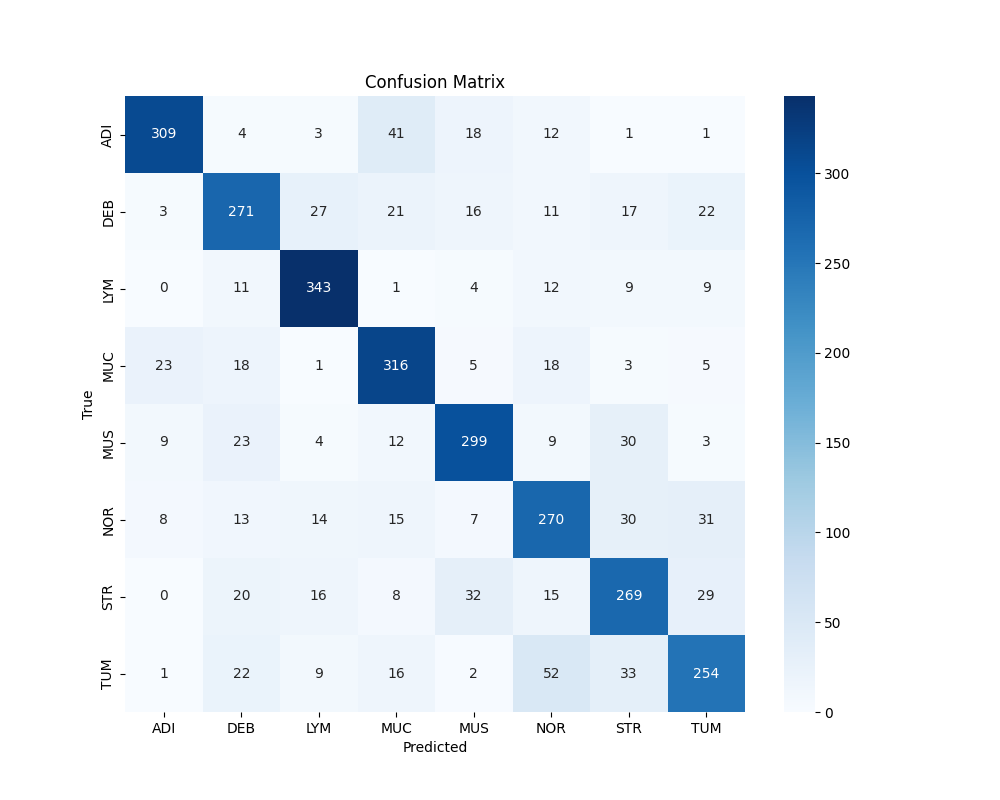 Confusion Matrix
ADI 309 4 3 41 18 12 1 1
DEB 3 271 27 21 16 11 17 22
LYM 0 11 343 1 4 12 9 9
MUC 23 18 1 316 5 18 3 5
True
MUS 9 23 4 12 299 9 30 3
NOR 8 13 14 15 7 270 30 31
STR 0 20 16 8 32 15 269 29
TUM 1 22 9 16 2 52 33 254
ADI DEB LYM MUC MUS NOR STR TUM
Predicted
300
250
200
150
100
50
0